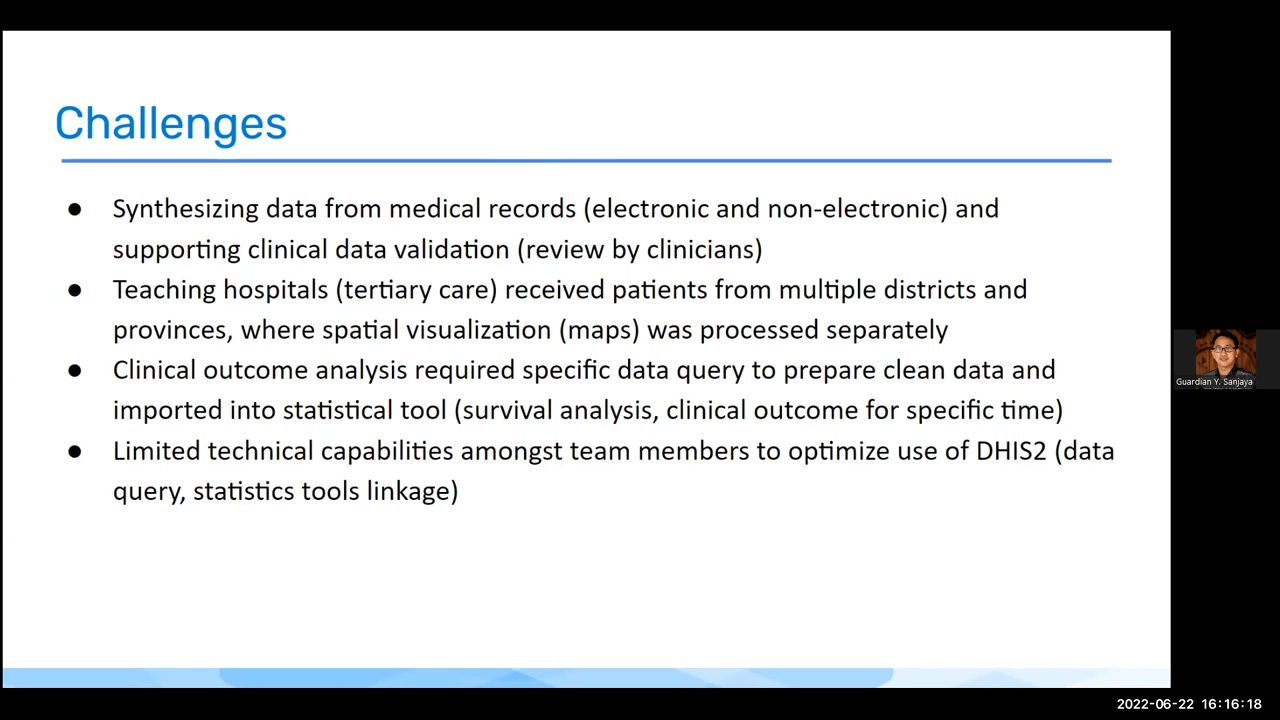 Challenges
● Synthesizing data from medical records (electronic and non-electronic) and
supporting clinical data validation (review by clinicians)
● Teaching hospitals (tertiary care) received patients from multiple districts and
provinces, where spatial visualization (maps) was processed separately
● Clinical outcome analysis required specific data query to prepare clean data and
imported into statistical tool (survival analysis, clinical outcome for specific time)
● Limited technical capabilities amongst team members to optimize use of DHIS2 (data
query, statistics tools linkage)
Guardian Y. Sanjaya
2022-06-22 16:16:18